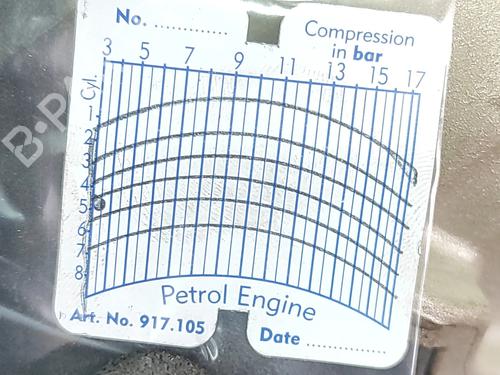 No. ..............
Compression
in bar
3 5 7 9 11 13 15 17
Cyl.
1
2
3
4
5
6
7
8
Petrol Engine
Art. No. 917.105
Date ..................
B-PA